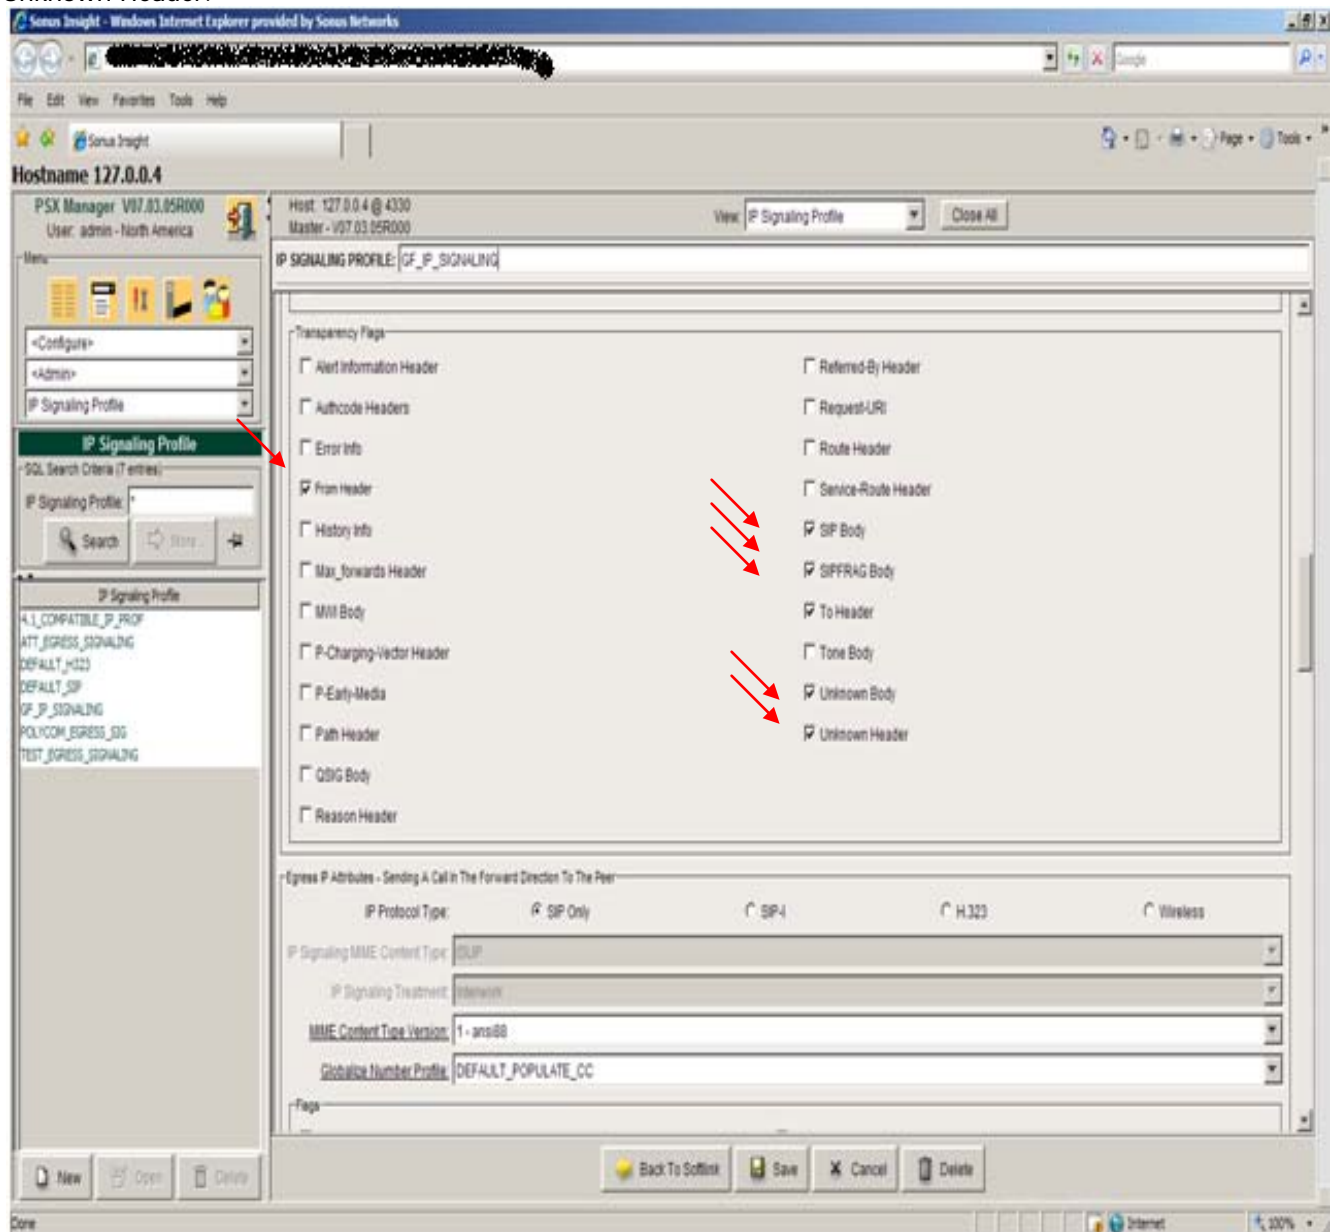 Unknown Header.
Sonus Insight - Windows Internet Explorer provided by Sonus Networks
Google
File Edit View Favorites Tools Help
Sonus Insight
Page Tools
Hostname 127.0.0.4
PSX Manager V07.03.05R000
User: admin - North America
Host: 127.0.0.4 @ 4330
Master - V07.03.05R000
View: IP Signaling Profile
Close All
Menu
<Configure>
<Admin>
IP Signaling Profile
IP Signaling Profile
SQL Search Criteria (7 entries)
IP Signaling Profile: *
Search
More...
IP Signaling Profile
4.1_COMPATIBLE_IP_PROF
ATT_EGRESS_SIGNALING
DEFAULT_H323
DEFAULT_SIP
GF_IP_SIGNALING
POLYCOM_EGRESS_SIG
TEST_EGRESS_SIGNALING
New Open Delete
IP SIGNALING PROFILE: GF_IP_SIGNALING
Transparency Flags
Alert Information Header
Authcode Headers
Error Info
From Header
History Info
Max_forwards Header
MWI Body
P-Charging-Vector Header
P-Early-Media
Path Header
QSIG Body
Reason Header
Referred-By Header
Request-URI
Route Header
Service-Route Header
SIP Body
SIPFRAG Body
To Header
Tone Body
Unknown Body
Unknown Header
Egress IP Attributes - Sending A Call In The Forward Direction To The Peer
IP Protocol Type: SIP Only SIP-I H.323 Wireless
IP Signaling MIME Content Type: ISUP
IP Signaling Treatment: Interwork
MIME Content Type Version: 1 - ansi88
Globalize Number Profile: DEFAULT_POPULATE_CC
Flags
Back To Softlink Save Cancel Delete
Done
Internet
100%